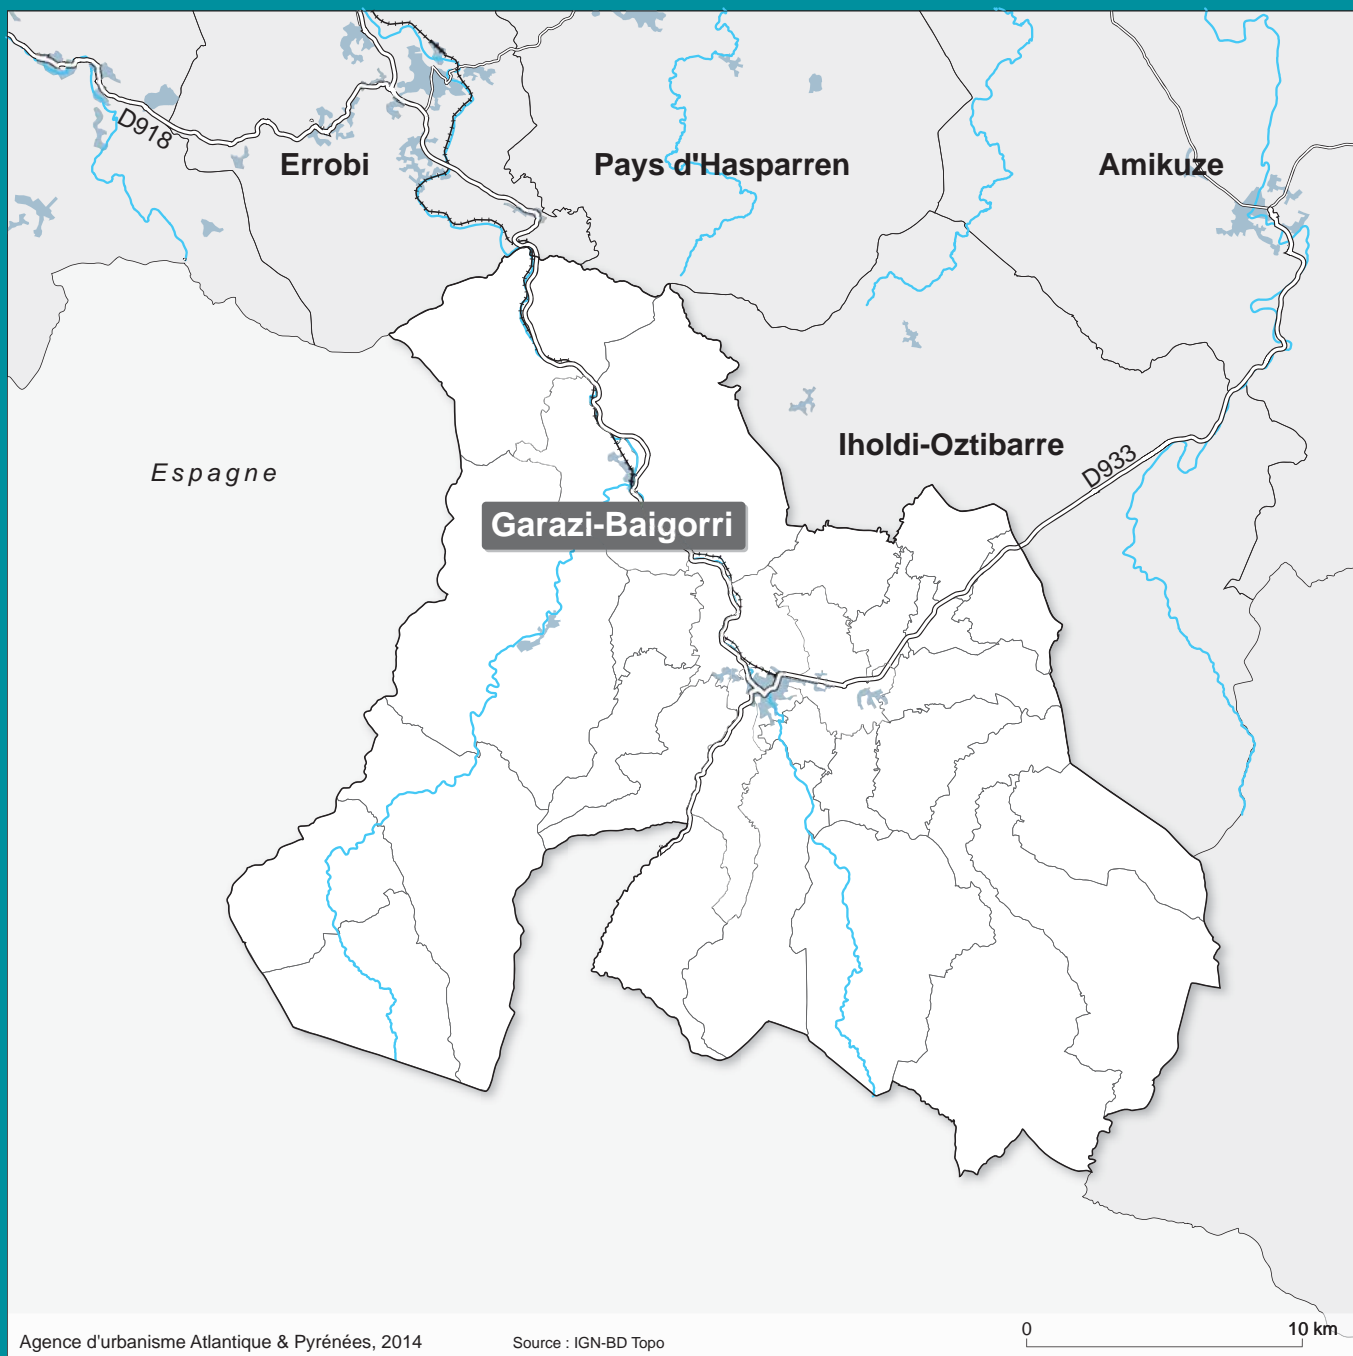 D918
Errobi
Pays d'Hasparren
Amikuze
Espagne
Iholdi-Oztibarre
D933
Garazi-Baigorri
Agence d'urbanisme Atlantique & Pyrénées, 2014
Source : IGN-BD Topo
0
10 km